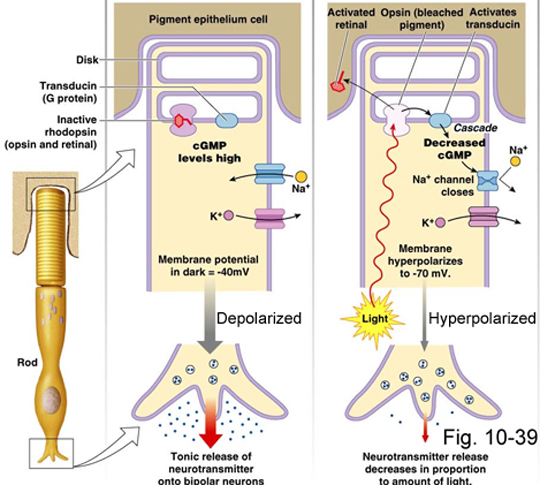 Pigment epithelium cell
Disk
Transducin
(G protein)
Inactive
rhodopsin
(opsin and retinal)
cGMP
levels high
Na+
K+
Membrane potential
in dark = -40mV
Depolarized
Rod
Tonic release of
neurotransmitter
onto bipolar neurons
Activated
retinal
Opsin (bleached
pigment)
Activates
transducin
Cascade
Decreased
cGMP
Na+
Na+ channel
closes
K+
Membrane
hyperpolarizes
to -70 mV.
Light
Hyperpolarized
Fig. 10-39
Neurotransmitter release
decreases in proportion
to amount of light.